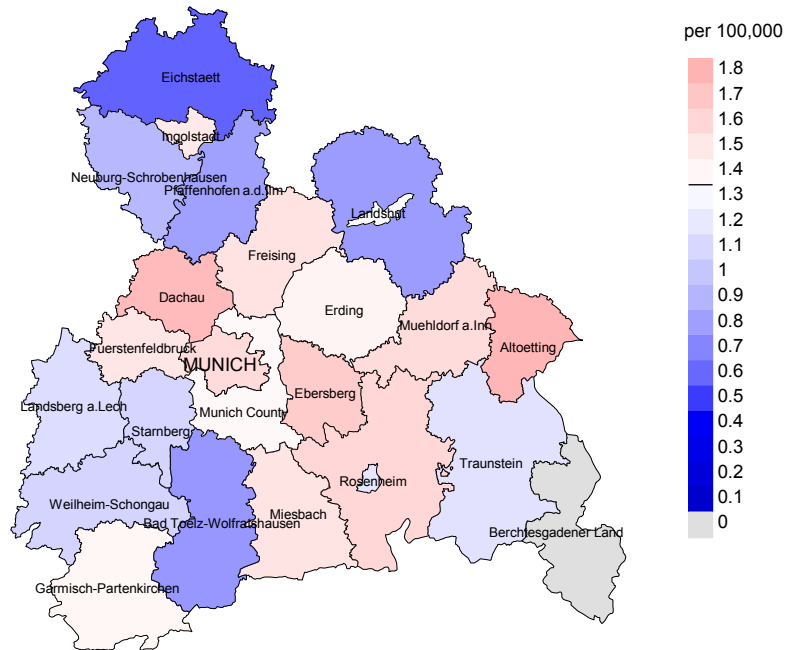 per 100,000
1.8
1.7
1.6
1.5
1.4
1.3
1.2
1.1
1
0.9
0.8
0.7
0.6
0.5
0.4
0.3
0.2
0.1
0
Eichstaett
Ingolstadt
Neuburg-Schrobenhausen
Pfaffenhofen a.d.Ilm
Landshut
Freising
Dachau
Erding
Muehldorf a.Inn
Altoetting
Fuerstenfeldbruck
MUNICH
Ebersberg
Landsberg a.Lech
Munich County
Starnberg
Traunstein
Rosenheim
Weilheim-Schongau
Miesbach
Bad Toelz-Wolfratshausen
Berchtesgadener Land
Garmisch-Partenkirchen